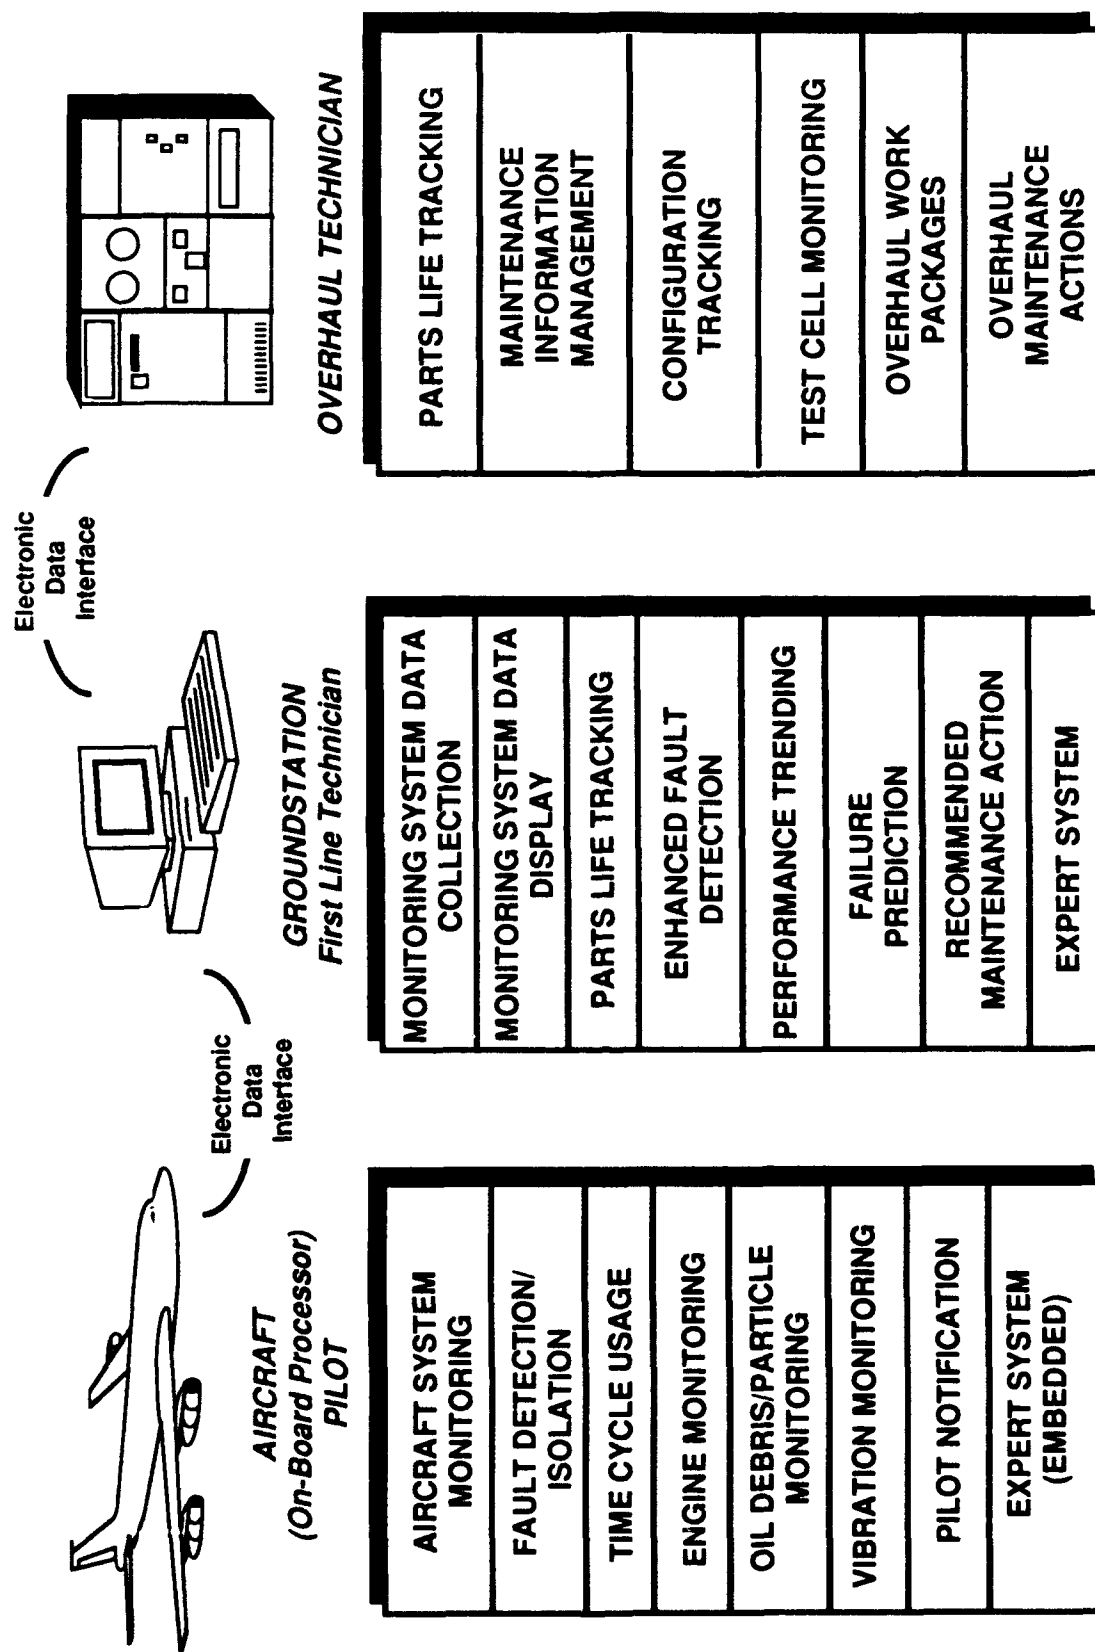 Electronic
Data
Interface
Electronic
Data
Interface
AIRCRAFT
(On-Board Processor)
PILOT
AIRCRAFT SYSTEM
MONITORING
FAULT DETECTION/
ISOLATION
TIME CYCLE USAGE
ENGINE MONITORING
OIL DEBRIS/PARTICLE
MONITORING
VIBRATION MONITORING
PILOT NOTIFICATION
EXPERT SYSTEM
(EMBEDDED)
GROUNDSTATION
First Line Technician
MONITORING SYSTEM DATA
COLLECTION
MONITORING SYSTEM DATA
DISPLAY
PARTS LIFE TRACKING
ENHANCED FAULT
DETECTION
PERFORMANCE TRENDING
FAILURE
PREDICTION
RECOMMENDED
MAINTENANCE ACTION
EXPERT SYSTEM
OVERHAUL TECHNICIAN
PARTS LIFE TRACKING
MAINTENANCE
INFORMATION
MANAGEMENT
CONFIGURATION
TRACKING
TEST CELL MONITORING
OVERHAUL WORK
PACKAGES
OVERHAUL
MAINTENANCE
ACTIONS